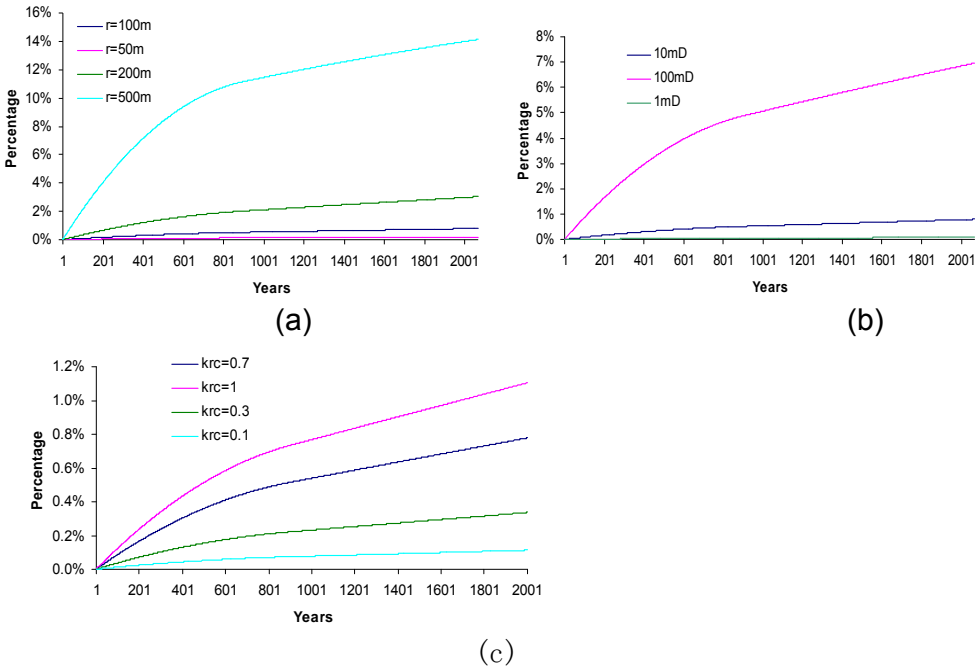 16%
14%
12%
10%
8%
6%
4%
2%
0%
Percentage
r=100m
r=50m
r=200m
r=500m
1 201 401 601 801 1001 1201 1401 1601 1801 2001
Years
(a)
8%
7%
6%
5%
4%
3%
2%
1%
0%
Percentage
10mD
100mD
1mD
1 201 401 601 801 1001 1201 1401 1601 1801 2001
Years
(b)
1.2%
1.0%
0.8%
0.6%
0.4%
0.2%
0.0%
Percentage
krc=0.7
krc=1
krc=0.3
krc=0.1
1 201 401 601 801 1001 1201 1401 1601 1801 2001
Years
(c)